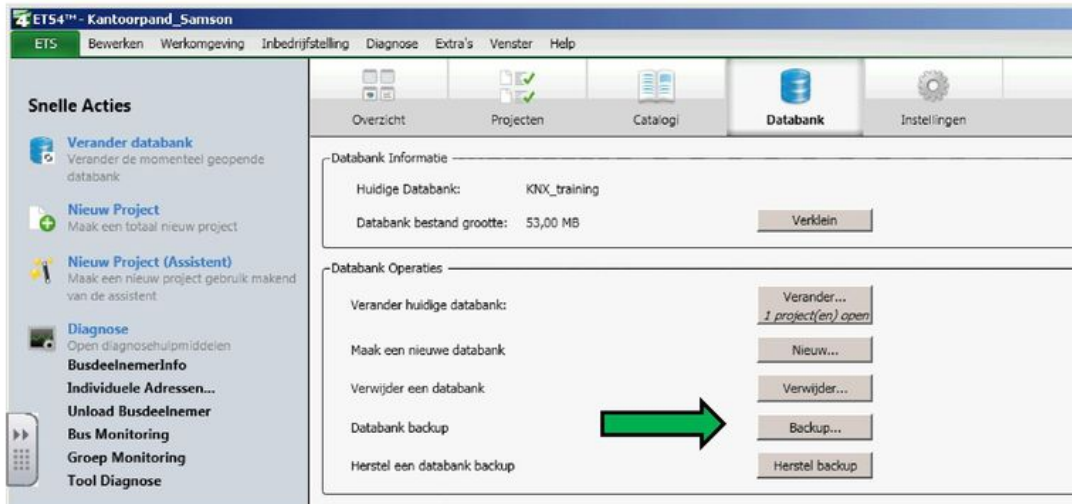 ETS4™ - Kantoorpand_Samson
ETS Bewerken Werkomgeving Inbedrijfstelling Diagnose Extra's Venster Help
Snelle Acties
Verander databank
Verander de momenteel geopende
databank
Nieuw Project
Maak een totaal nieuw project
Nieuw Project (Assistent)
Maak een nieuw project gebruik makend
van de assistent
Diagnose
Open diagnosehulpmiddelen
BusdeelnemerInfo
Individuele Adressen...
Unload Busdeelnemer
Bus Monitoring
Groep Monitoring
Tool Diagnose
Overzicht Projecten Catalogi Databank Instellingen
Databank Informatie
Huidige Databank: KNX_training
Databank bestand grootte: 53,00 MB Verklein
Databank Operaties
Verander huidige databank: Verander...
1 project(en) open
Maak een nieuwe databank Nieuw...
Verwijder een databank Verwijder...
Databank backup Backup...
Herstel een databank backup Herstel backup